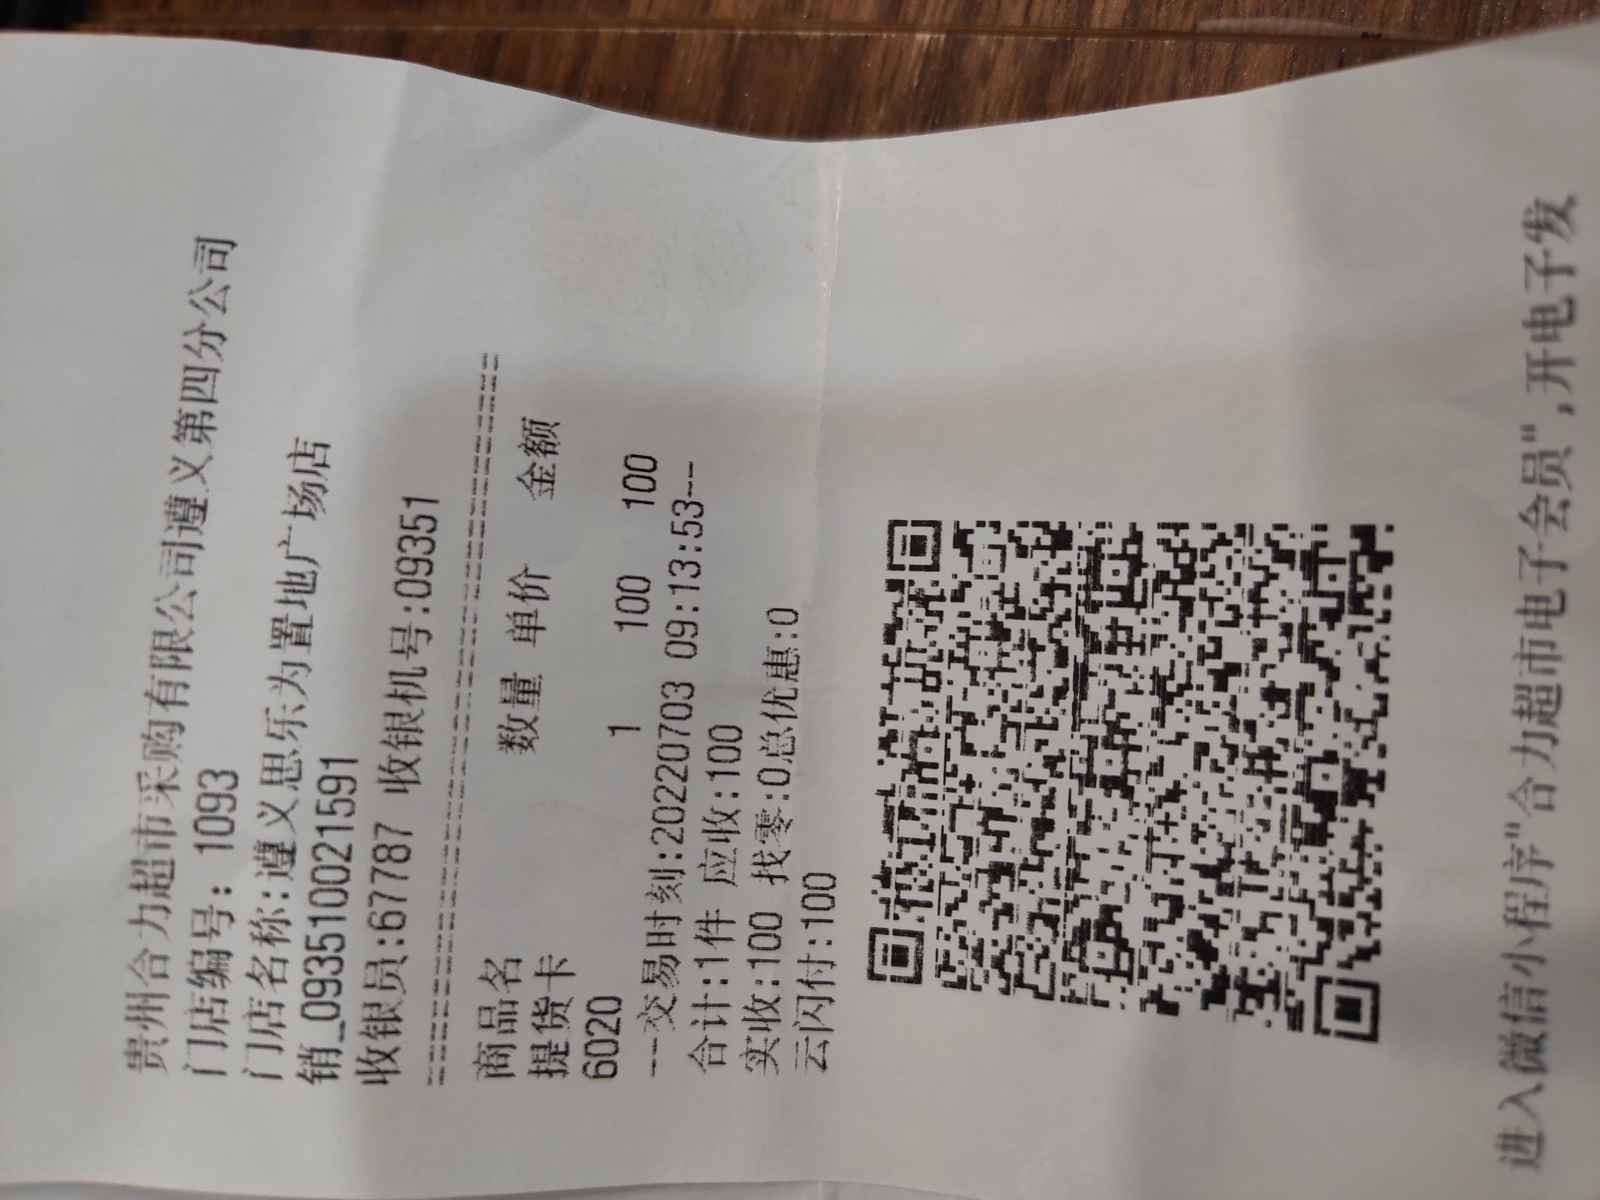 贵州合力超市采购有限公司遵义第四分公司
门店编号: 1093
门店名称:遵义思乐为置地广场店
销_09351002​1591
收银员:67787 收银机号:09351
商品名 数量 单价 金额
提货卡
6020 1 100 100
--交易时刻:20220703 09:13:53--
合计:1件 应收:100
实收:100 找零:0总优惠:0
云闪付:100
进入微信小程序"合力超市电子会员",开电子发